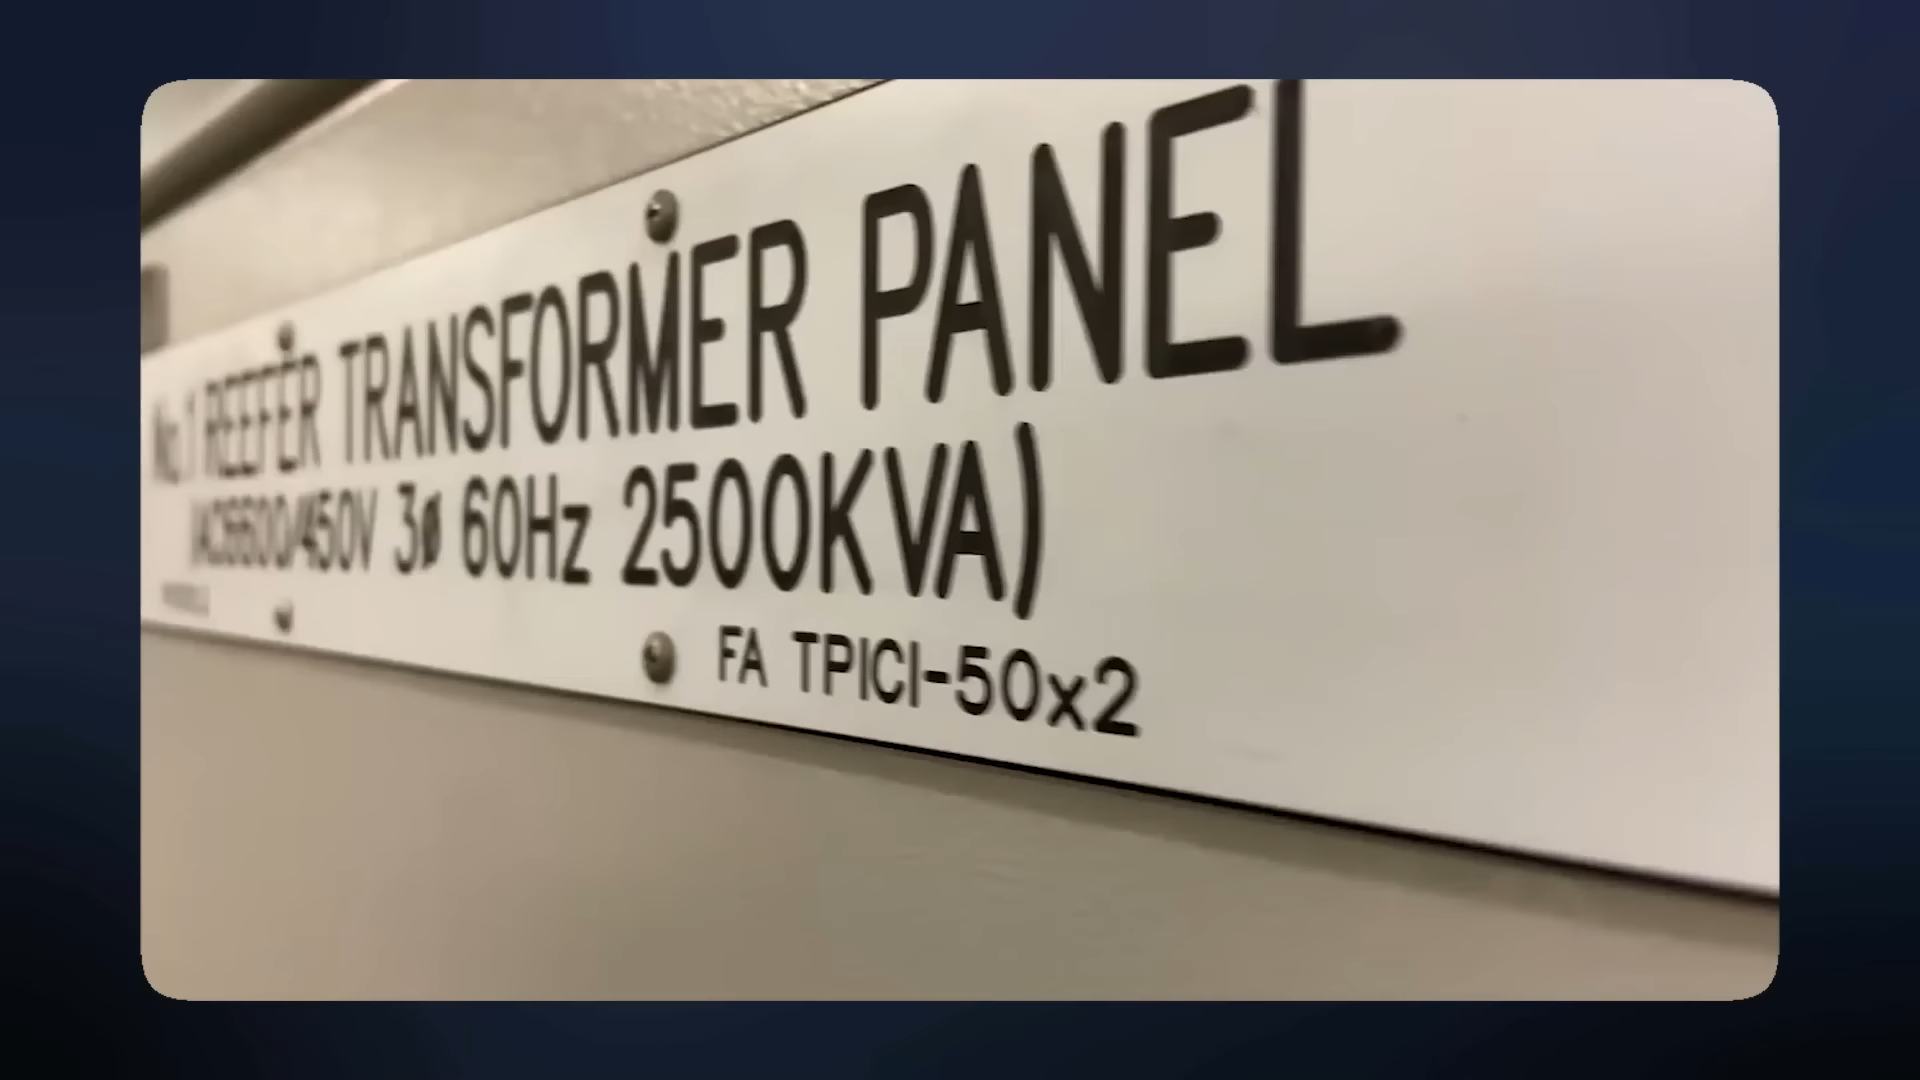 No.1 REEFER TRANSFORMER PANEL
(AC6600/450V 3ø 60Hz 2500KVA)
FA TPICI-50x2